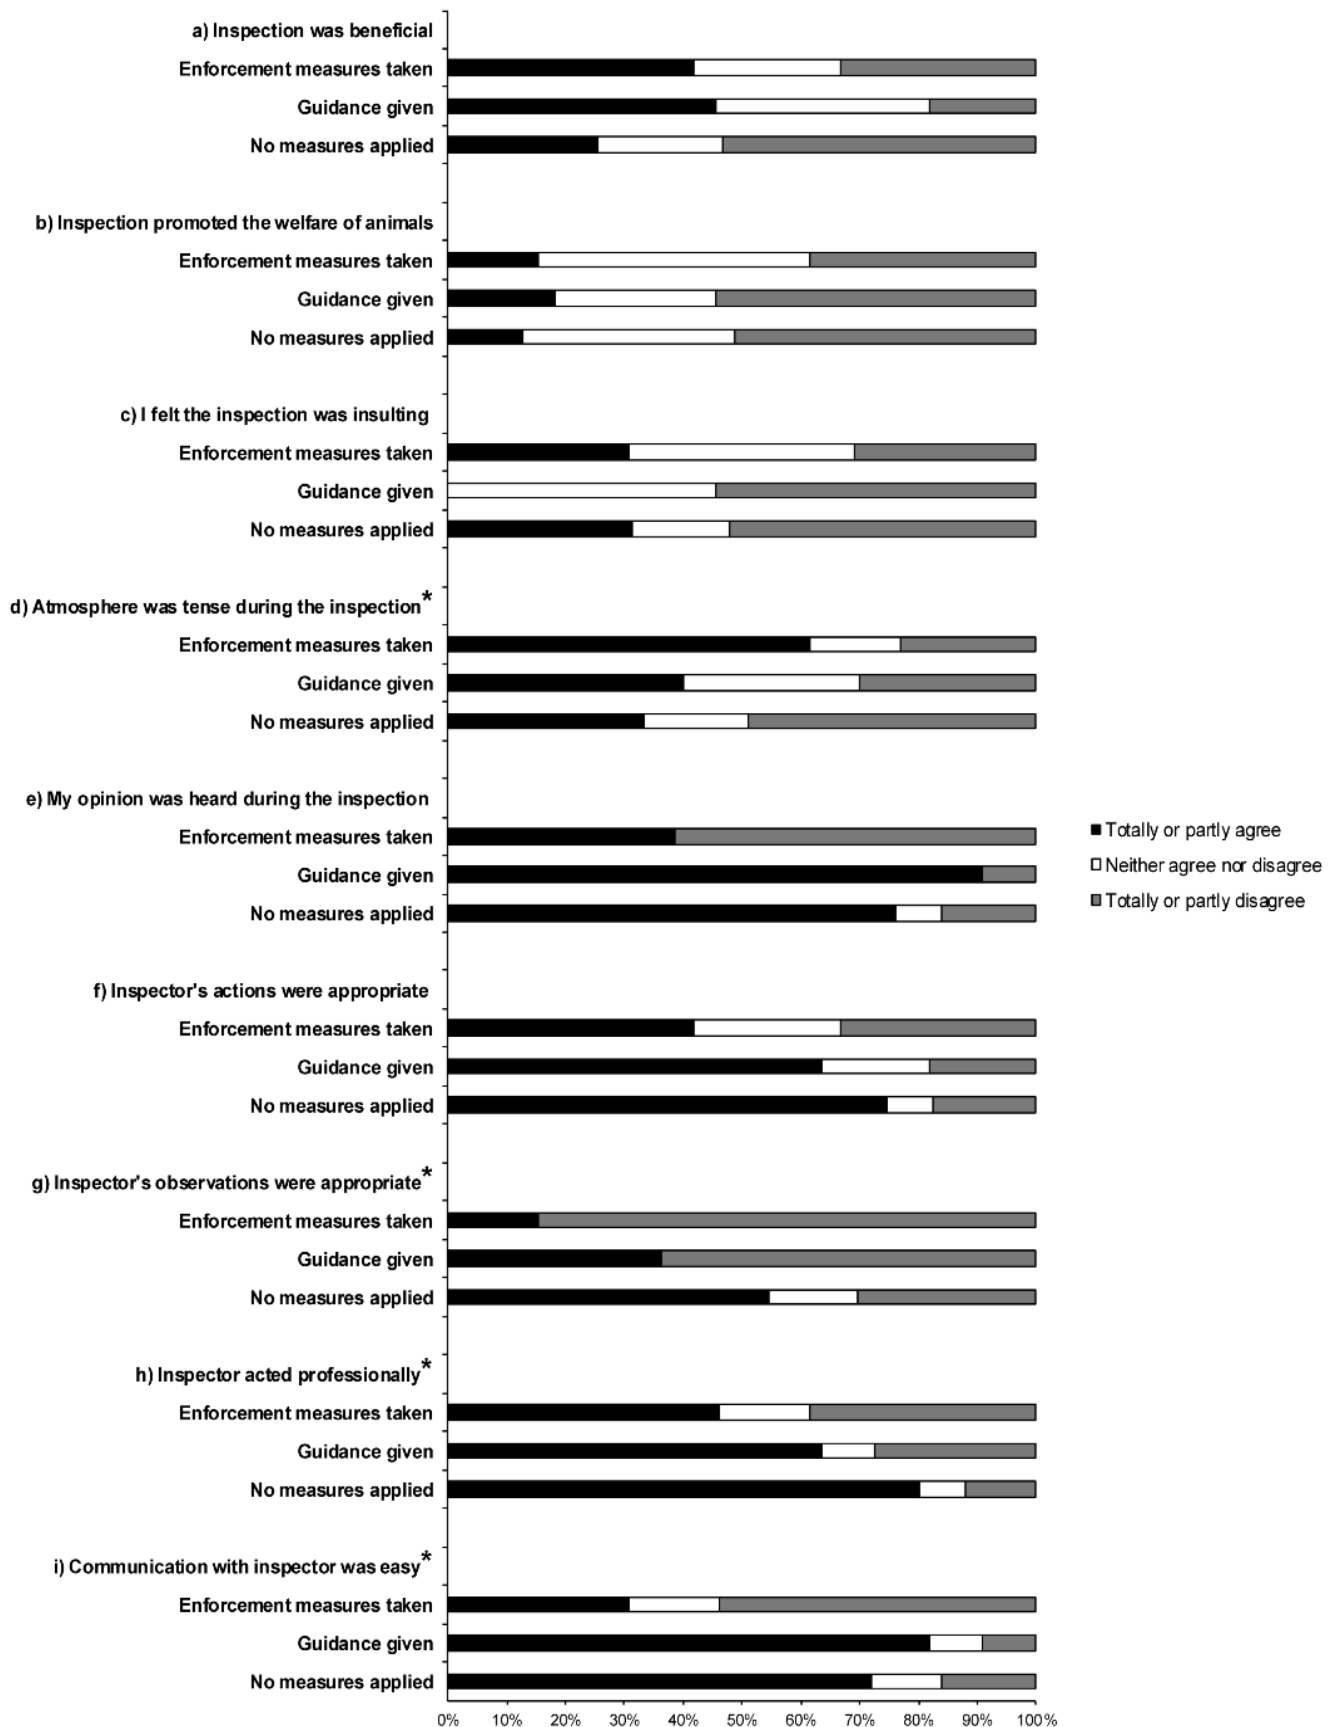 a) Inspection was beneficial
Enforcement measures taken
Guidance given
No measures applied
b) Inspection promoted the welfare of animals
Enforcement measures taken
Guidance given
No measures applied
c) I felt the inspection was insulting
Enforcement measures taken
Guidance given
No measures applied
d) Atmosphere was tense during the inspection*
Enforcement measures taken
Guidance given
No measures applied
e) My opinion was heard during the inspection
Enforcement measures taken
Guidance given
No measures applied
f) Inspector's actions were appropriate
Enforcement measures taken
Guidance given
No measures applied
g) Inspector's observations were appropriate*
Enforcement measures taken
Guidance given
No measures applied
h) Inspector acted professionally*
Enforcement measures taken
Guidance given
No measures applied
i) Communication with inspector was easy*
Enforcement measures taken
Guidance given
No measures applied
0% 10% 20% 30% 40% 50% 60% 70% 80% 90% 100%
Totally or partly agree
Neither agree nor disagree
Totally or partly disagree